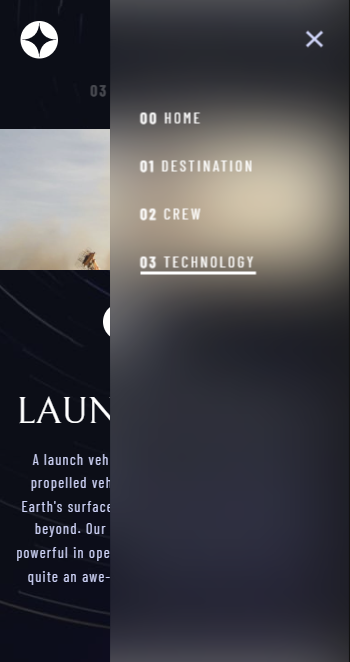 03
00 HOME
01 DESTINATION
02 CREW
03 TECHNOLOGY
LAUN
A launch veh
propelled veh
Earth's surface
beyond. Our
powerful in ope
quite an awe-